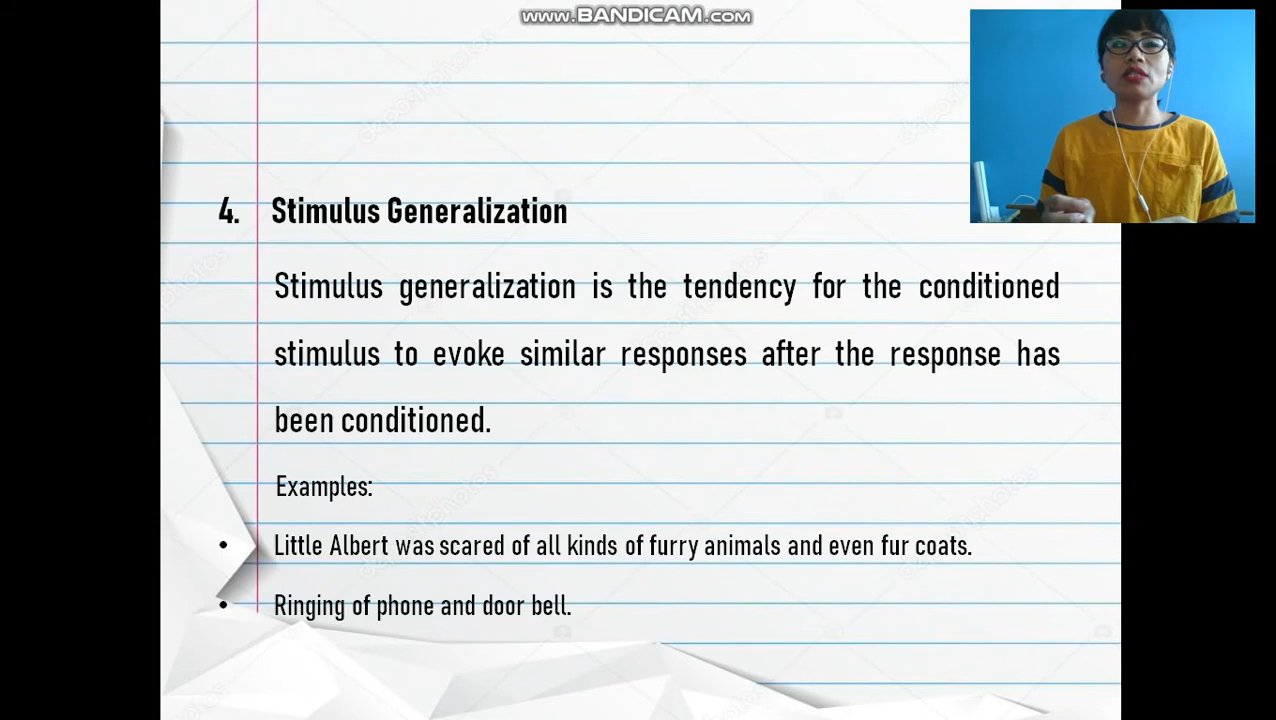 WWW.BANDICAM.COM
4. Stimulus Generalization
Stimulus generalization is the tendency for the conditioned
stimulus to evoke similar responses after the response has
been conditioned.
Examples:
• Little Albert was scared of all kinds of furry animals and even fur coats.
• Ringing of phone and door bell.